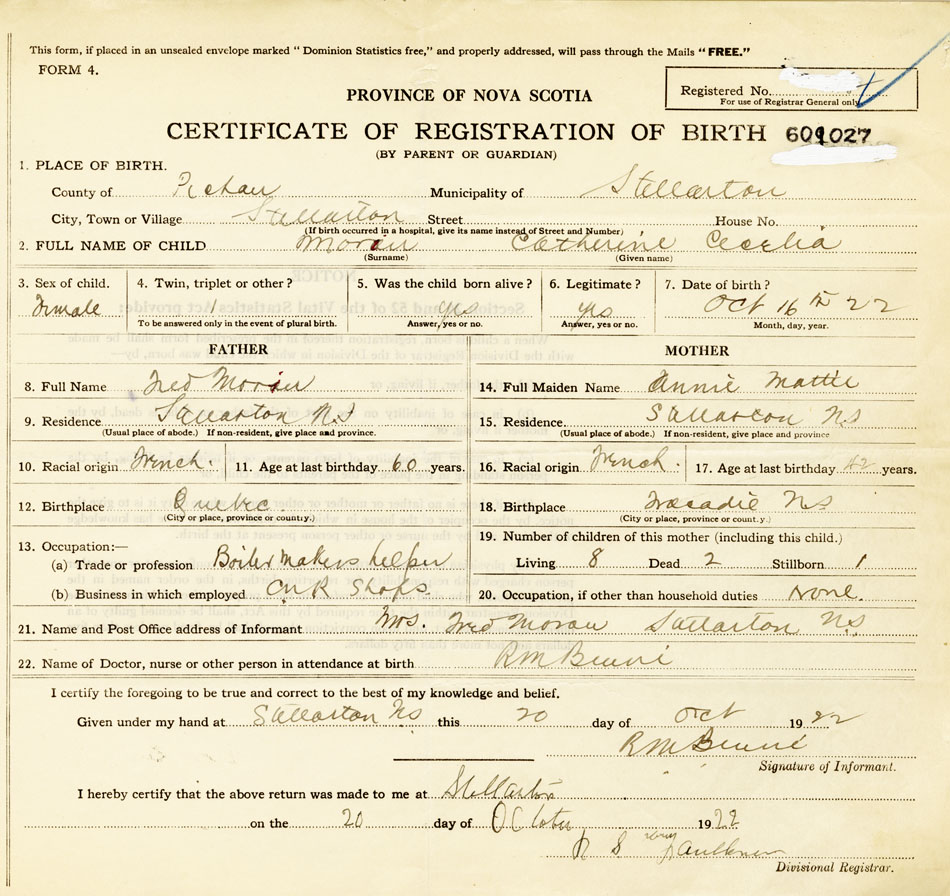 This form, if placed in an unsealed envelope marked "Dominion Statistics free," and properly addressed, will pass through the Mails "FREE."
FORM 4.
Registered No.
For use of Registrar General only
PROVINCE OF NOVA SCOTIA
CERTIFICATE OF REGISTRATION OF BIRTH 601027
(BY PARENT OR GUARDIAN)
1. PLACE OF BIRTH.
County of Pictou Municipality of Stellarton
City, Town or Village Stellarton Street House No.
(If birth occurred in a hospital, give its name instead of Street and Number)
2. FULL NAME OF CHILD Moran Catherine Cecelia
(Surname) (Given name)
3. Sex of child. 4. Twin, triplet or other? 5. Was the child born alive? 6. Legitimate? 7. Date of birth?
Female 1 yes yes Oct 16th 22
To be answered only in the event of plural birth. Answer, yes or no. Answer, yes or no. Month, day, year.
FATHER MOTHER
8. Full Name Fred Moran 14. Full Maiden Name Annie Mattie
9. Residence Stellarton N.S 15. Residence Stellarton N.S
(Usual place of abode.) If non-resident, give place and province. (Usual place of abode.) If non-resident, give place and province
10. Racial origin French. 11. Age at last birthday 60 years. 16. Racial origin French. 17. Age at last birthday 42 years.
12. Birthplace Quebec. 18. Birthplace Tracadie N.S
(City or place, province or country.) (City or place, province or count.y.)
13. Occupation:— 19. Number of children of this mother (including this child.)
(a) Trade or profession Boiler makers helper Living 8 Dead 2 Stillborn 1
(b) Business in which employed CNR Shops. 20. Occupation, if other than household duties None.
21. Name and Post Office address of Informant Mrs. Fred Moran Stellarton N.S
22. Name of Doctor, nurse or other person in attendance at birth R M
I certify the foregoing to be true and correct to the best of my knowledge and belief.
Given under my hand at Stellarton N.S this 20 day of Oct 1922
R M
Signature of Informant.
I hereby certify that the above return was made to me at Stellarton
on the 20 day of October 1922
Faulkner
Divisional Registrar.